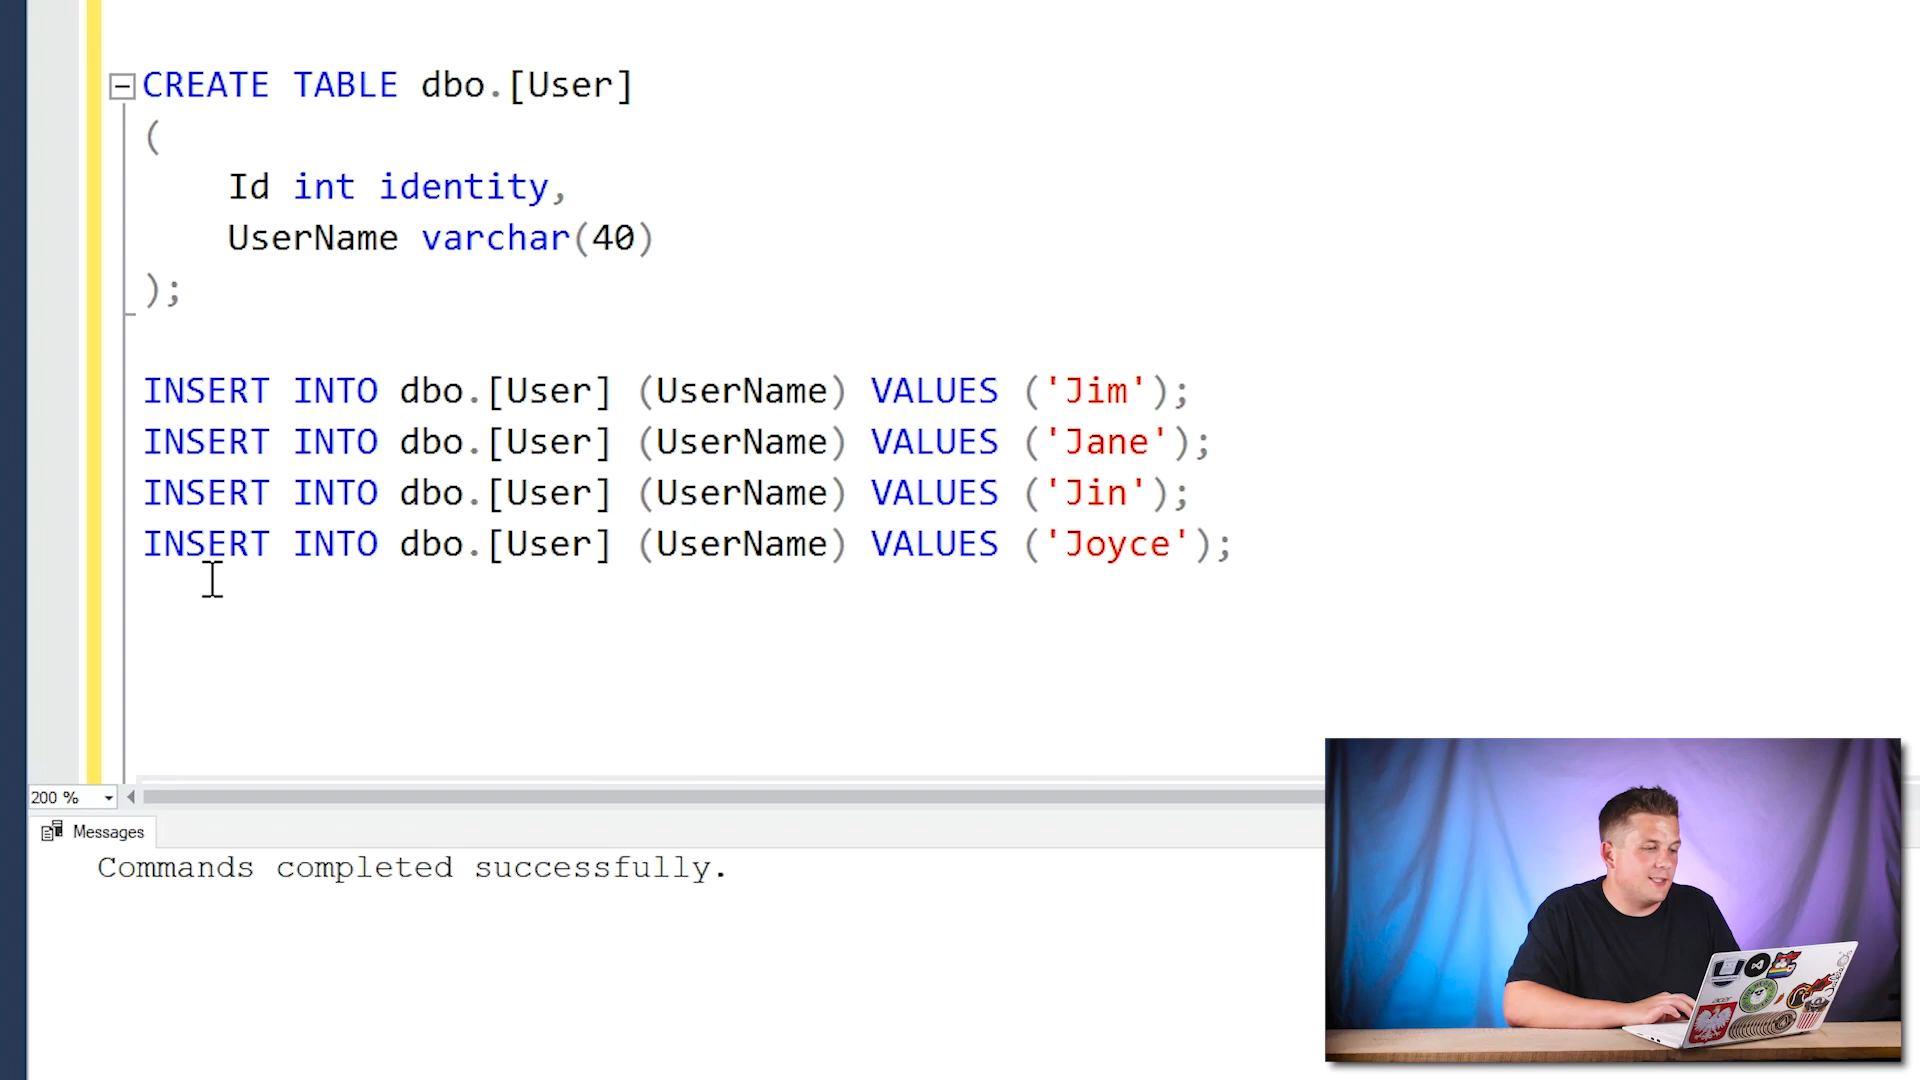 CREATE TABLE dbo.[User]
(
Id int identity,
UserName varchar(40)
);
INSERT INTO dbo.[User] (UserName) VALUES ('Jim');
INSERT INTO dbo.[User] (UserName) VALUES ('Jane');
INSERT INTO dbo.[User] (UserName) VALUES ('Jin');
INSERT INTO dbo.[User] (UserName) VALUES ('Joyce');
200 %
Messages
Commands completed successfully.
acer